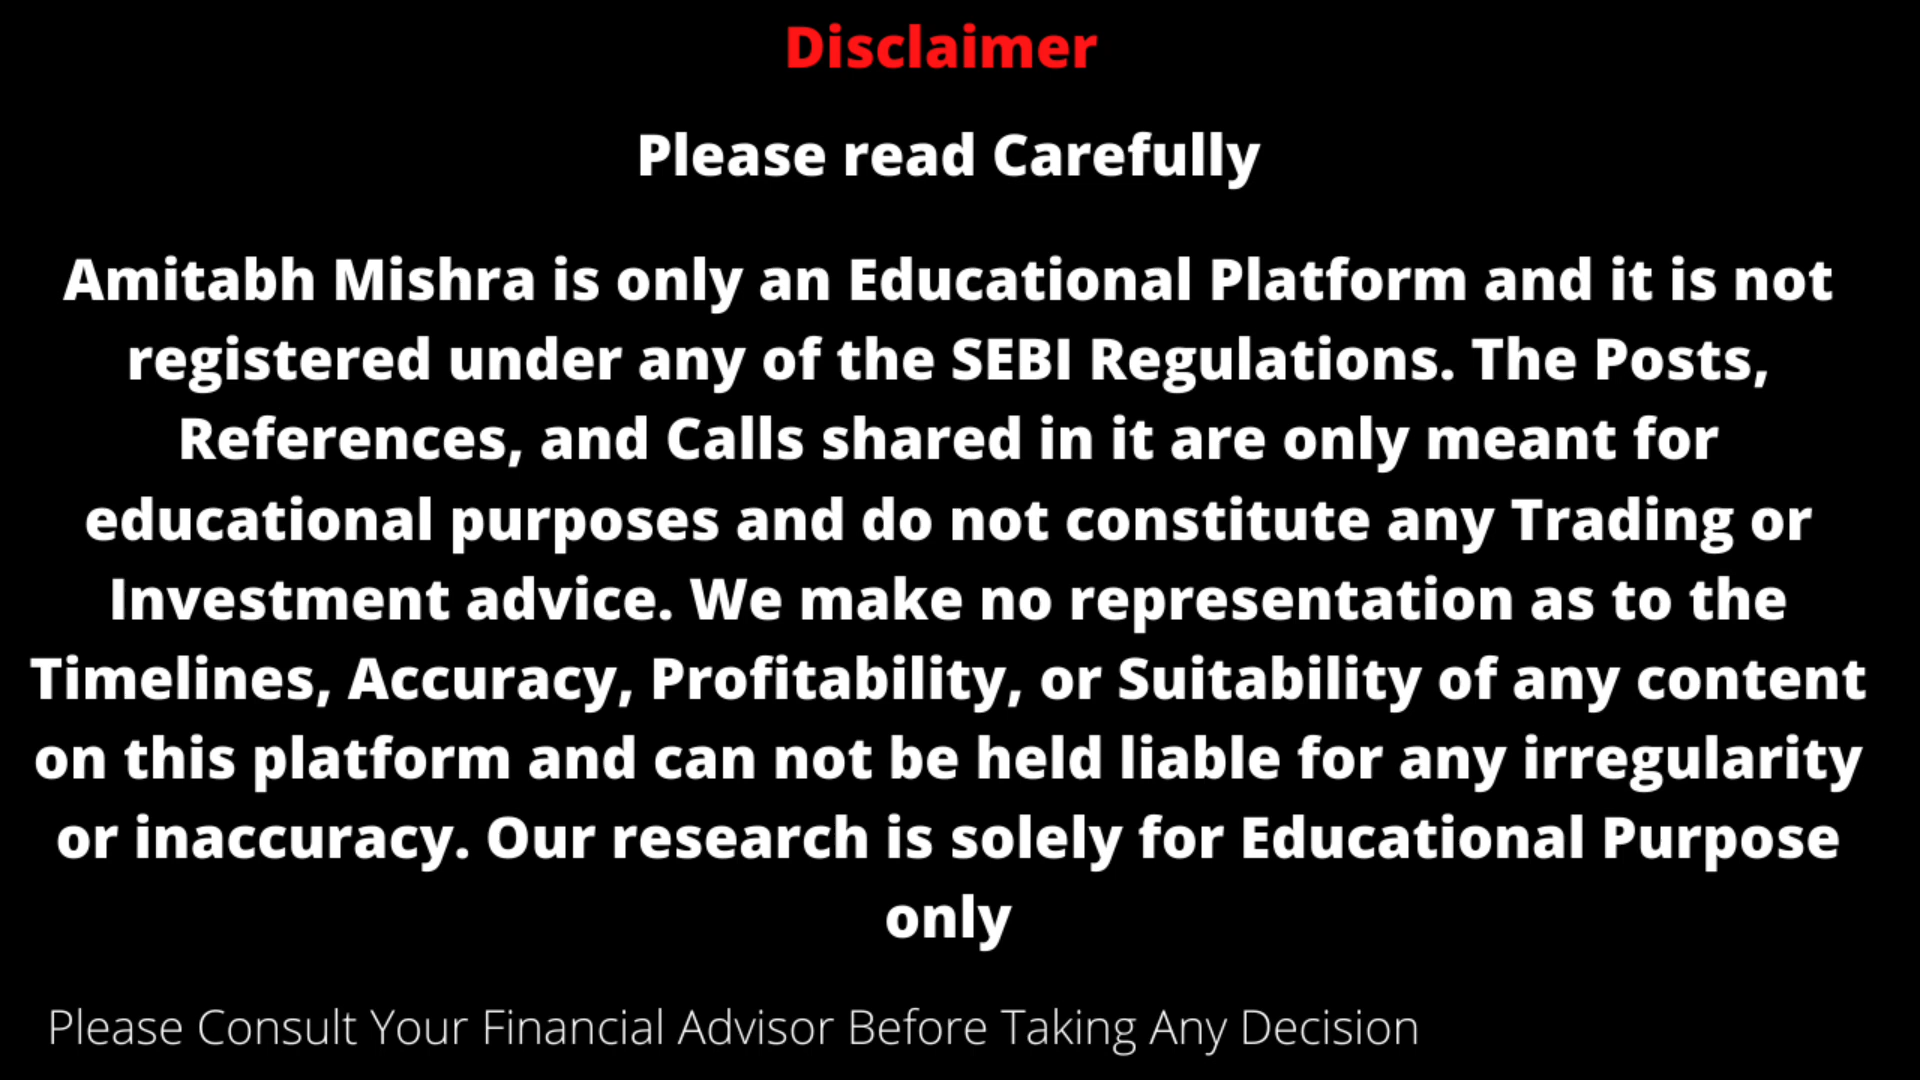 Disclaimer
Please read Carefully
Amitabh Mishra is only an Educational Platform and it is not
registered under any of the SEBI Regulations. The Posts,
References, and Calls shared in it are only meant for
educational purposes and do not constitute any Trading or
Investment advice. We make no representation as to the
Timelines, Accuracy, Profitability, or Suitability of any content
on this platform and can not be held liable for any irregularity
or inaccuracy. Our research is solely for Educational Purpose
only
Please Consult Your Financial Advisor Before Taking Any Decision